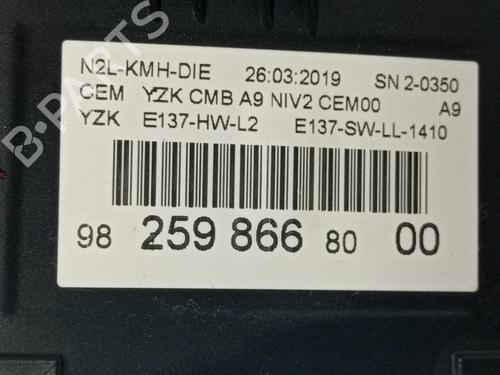 N2L-KMH-DIE 26:03:2019 SN 2-0350
CEM YZK CMB A9 NIV2 CEM00 A9
YZK E137-HW-L2 E137-SW-LL-1410
98 259 866 80 00
B-PARTS
B-PARTS